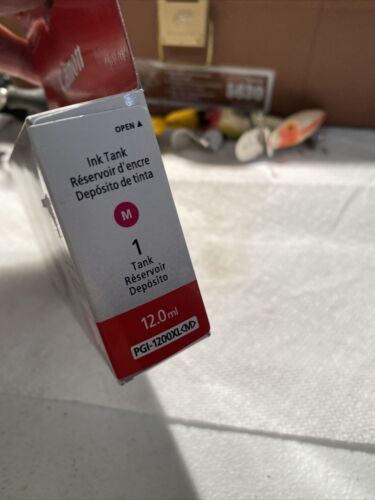 OPEN ▲
Ink Tank
Réservoir d'encre
Depósito de tinta
M
1
Tank
Réservoir
Depósito
12.0 ml
PGI-1200XL<M>